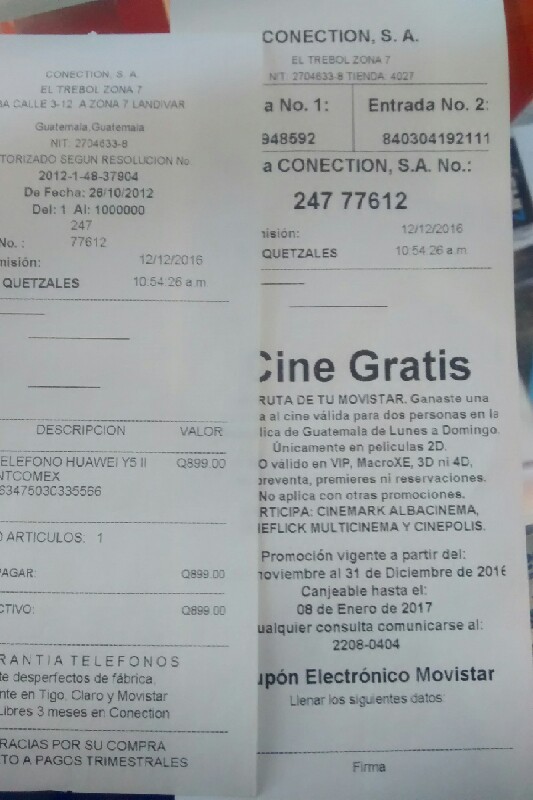 CONECTION, S. A.
EL TREBOL ZONA 7
CALLE 3-12 A ZONA 7 LANDIVAR
Guatemala,Guatemala
NIT: 2704633-8
TORIZADO SEGUN RESOLUCION No
2012-1-48-37904
De Fecha: 26/10/2012
Del: 1 Al: 1000000
247
No. : 77612
misión: 12/12/2016
QUETZALES 10:54:26 a.m
DESCRIPCION VALOR
ELEFONO HUAWEI Y5 II Q899.00
NTCOMEX
63475030335566
O ARTICULOS: 1
AGAR: Q899.00
CTIVO: Q899.00
RANTIA TELEFONOS
te desperfectos de fábrica,
nte en Tigo, Claro y Movistar
Libres 3 meses en Conection
RACIAS POR SU COMPRA
TO A PAGOS TRIMESTRALES
CONECTION, S. A.
EL TREBOL ZONA 7
NIT: 2704633-8 TIENDA: 4027
a No. 1: Entrada No. 2:
948592 840304192111
a CONECTION, S.A. No.:
247 77612
isión: 12/12/2016
QUETZALES 10:54:26 a.m
Cine Gratis
RUTA DE TU MOVISTAR. Ganaste una
a al cine válida para dos personas en la
lica de Guatemala de Lunes a Domingo.
Únicamente en peliculas 2D.
O válido en VIP, MacroXE, 3D ni 4D,
preventa, premieres ni reservaciones.
No aplica con otras promociones.
RTICIPA: CINEMARK ALBACINEMA,
NEFLICK MULTICINEMA Y CINEPOLIS.
Promoción vigente a partir del:
noviembre al 31 de Diciembre de 2016
Canjeable hasta el:
08 de Enero de 2017
ualquier consulta comunicarse al:
2208-0404
upón Electrónico Movistar
Llenar los siguientes datos:
Firma